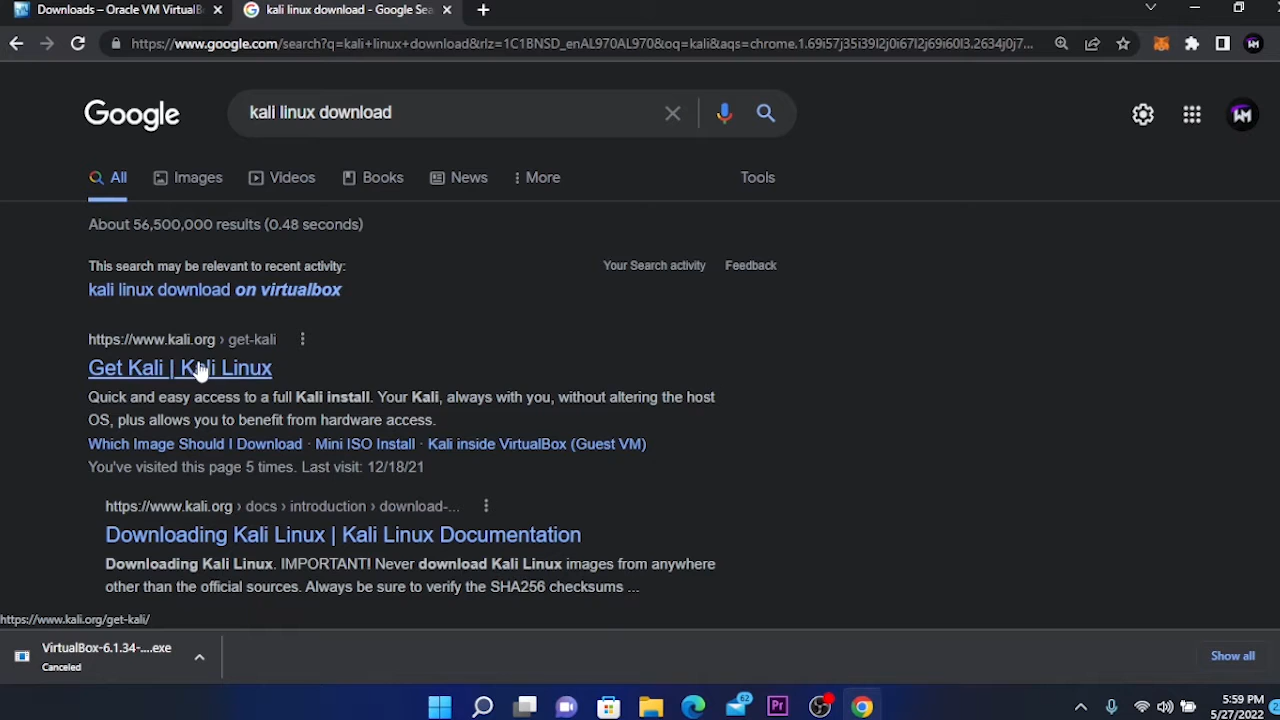 Downloads – Oracle VM VirtualB
kali linux download - Google Sea
https://www.google.com/search?q=kali+linux+download&rlz=1C1BNSD_enAL970AL970&oq=kali&aqs=chrome.1.69i57j35i39l2j0i67l2j69i60l3.2634j0j7...
Google
kali linux download
All
Images
Videos
Books
News
More
Tools
About 56,500,000 results (0.48 seconds)
This search may be relevant to recent activity:
Your Search activity
Feedback
kali linux download on virtualbox
https://www.kali.org › get-kali
Get Kali | Kali Linux
Quick and easy access to a full Kali install. Your Kali, always with you, without altering the host
OS, plus allows you to benefit from hardware access.
Which Image Should I Download · Mini ISO Install · Kali inside VirtualBox (Guest VM)
You've visited this page 5 times. Last visit: 12/18/21
https://www.kali.org › docs › introduction › download-...
Downloading Kali Linux | Kali Linux Documentation
Downloading Kali Linux. IMPORTANT! Never download Kali Linux images from anywhere
other than the official sources. Always be sure to verify the SHA256 checksums ...
https://www.kali.org/get-kali/
VirtualBox-6.1.34-....exe
Canceled
Show all
62
Pr
5:59 PM
5/27/2022
2